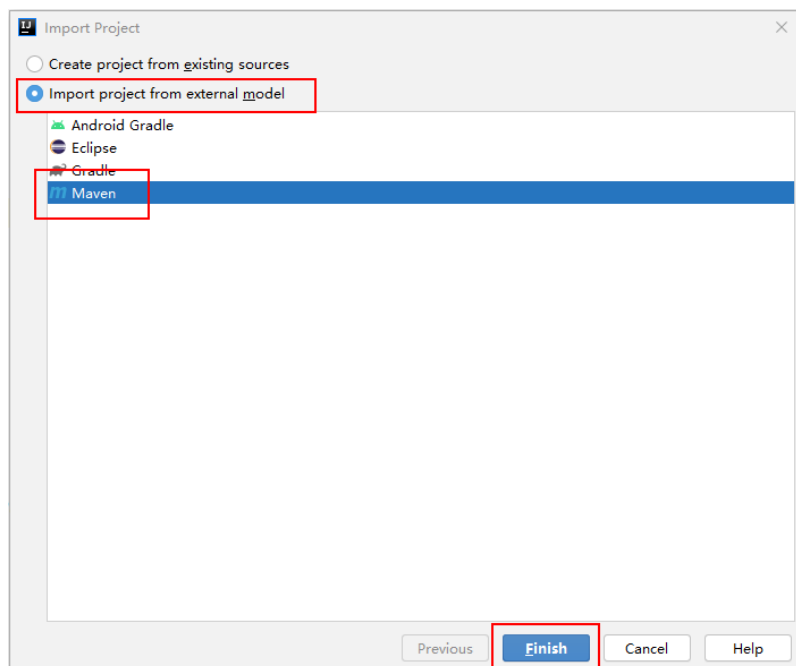 Import Project
Create project from existing sources
Import project from external model
Android Gradle
Eclipse
Gradle
Maven
Previous
Finish
Cancel
Help